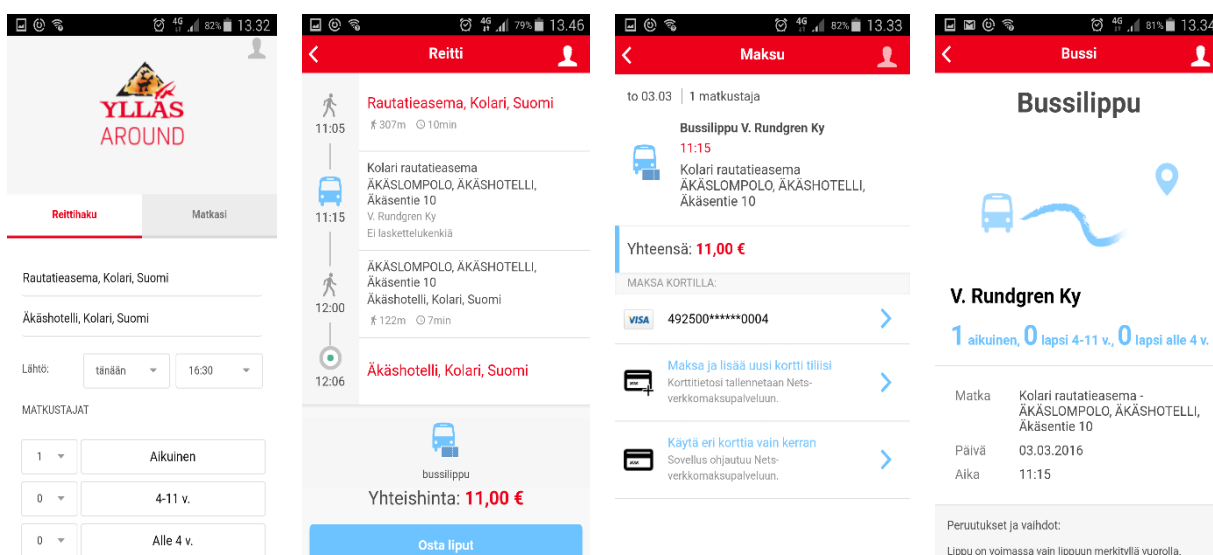 4G 82% 13.32
YLLÄS
AROUND
Reittihaku
Matkasi
Rautatieasema, Kolari, Suomi
Äkäshotelli, Kolari, Suomi
Lähtö:
tänään
16:30
MATKUSTAJAT
1
Aikuinen
0
4-11 v.
0
Alle 4 v.
4G 79% 13.46
Reitti
11:05
Rautatieasema, Kolari, Suomi
307m 10min
11:15
Kolari rautatieasema
ÄKÄSLOMPOLO, ÄKÄSHOTELLI,
Äkäsentie 10
V. Rundgren Ky
Ei laskettelukenkiä
12:00
ÄKÄSLOMPOLO, ÄKÄSHOTELLI,
Äkäsentie 10
Äkäshotelli, Kolari, Suomi
122m 7min
12:06
Äkäshotelli, Kolari, Suomi
bussilippu
Yhteishinta: 11,00 €
Osta liput
4G 82% 13.33
Maksu
to 03.03 | 1 matkustaja
Bussilippu V. Rundgren Ky
11:15
Kolari rautatieasema
ÄKÄSLOMPOLO, ÄKÄSHOTELLI,
Äkäsentie 10
Yhteensä: 11,00 €
MAKSA KORTILLA:
VISA 492500******0004
Maksa ja lisää uusi kortti tiliisi
Korttitietosi tallennetaan Nets-
verkkomaksupalveluun.
Käytä eri korttia vain kerran
Sovellus ohjautuu Nets-
verkkomaksupalveluun.
4G 81% 13.34
Bussi
Bussilippu
V. Rundgren Ky
1 aikuinen, 0 lapsi 4-11 v., 0 lapsi alle 4 v.
Matka
Kolari rautatieasema -
ÄKÄSLOMPOLO, ÄKÄSHOTELLI,
Äkäsentie 10
Päivä 03.03.2016
Aika 11:15
Peruutukset ja vaihdot:
Lippu on voimassa vain lippuun merkityllä vuorolla.